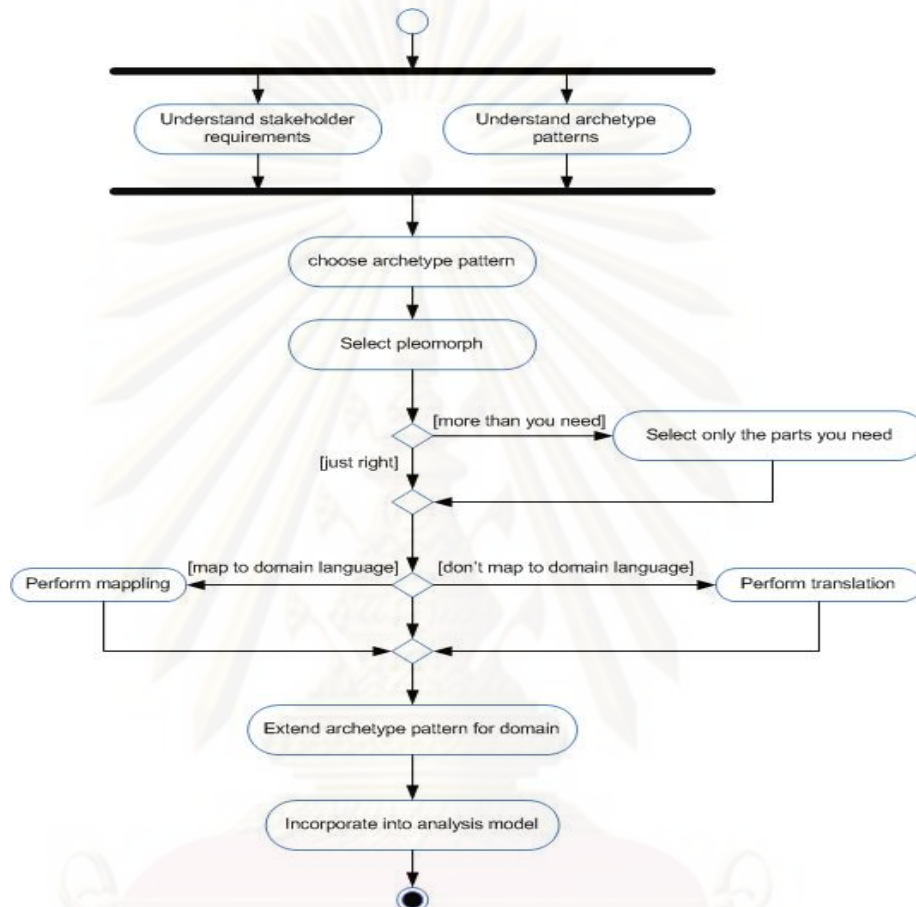 Understand stakeholder
requirements
Understand archetype
patterns
choose archetype pattern
Select pleomorph
[more than you need]
Select only the parts you need
[just right]
[map to domain language]
[don't map to domain language]
Perform mappling
Perform translation
Extend archetype pattern for domain
Incorporate into analysis model